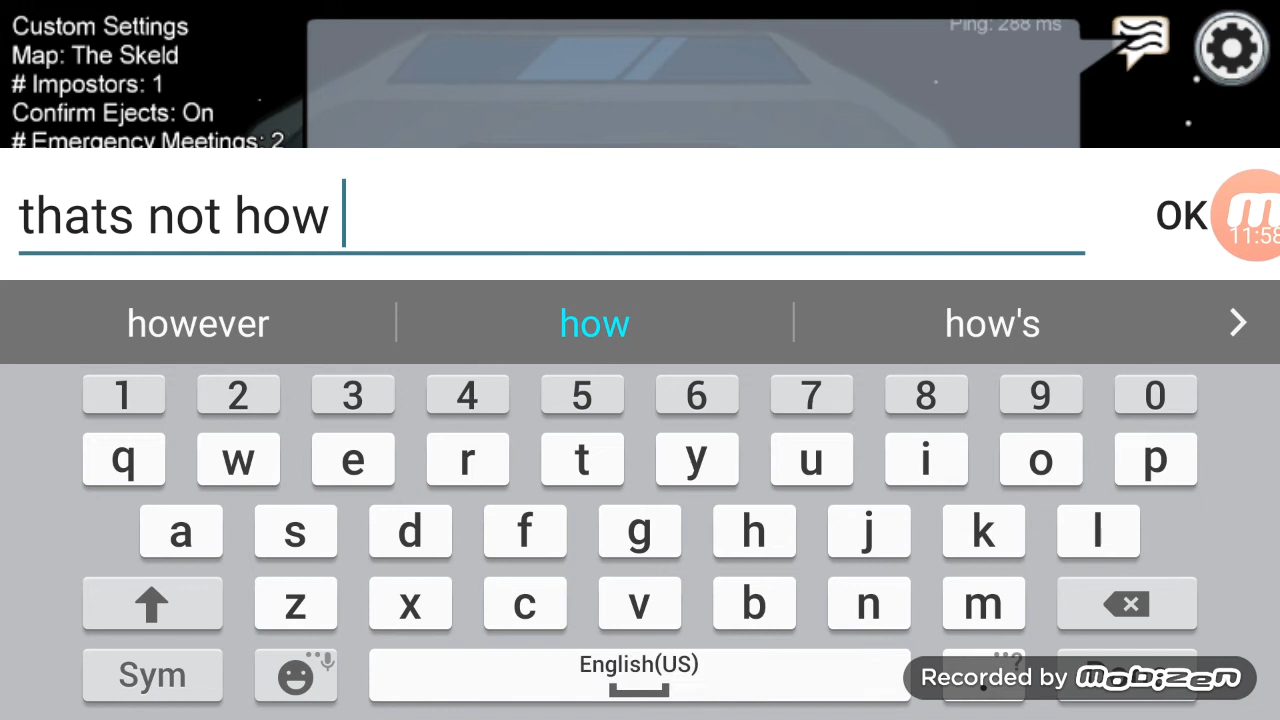 Custom Settings
Map: The Skeld
# Impostors: 1
Confirm Ejects: On
# Emergency Meetings: 2
Ping: 288 ms
thats not how
OK
11:58
however
how
how's
1 2 3 4 5 6 7 8 9 0
q w e r t y u i o p
a s d f g h j k l
z x c v b n m
Sym
English(US)
Recorded by mobizen